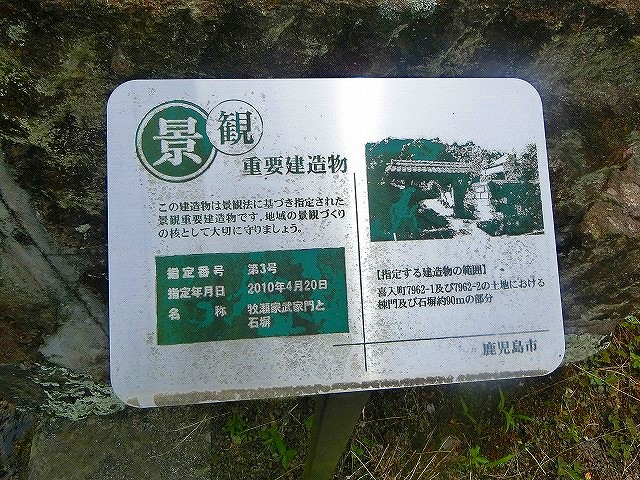 景観
重要建造物
この建造物は景観法に基づき指定された
景観重要建造物です。地域の景観づくり
の核として大切に守りましょう。
指定番号 第3号
指定年月日 2010年4月20日
名称 牧瀬家武家門と
石塀
【指定する建造物の範囲】
喜入町7962-1及び7962-2の土地における
棟門及び石塀約90mの部分
鹿児島市